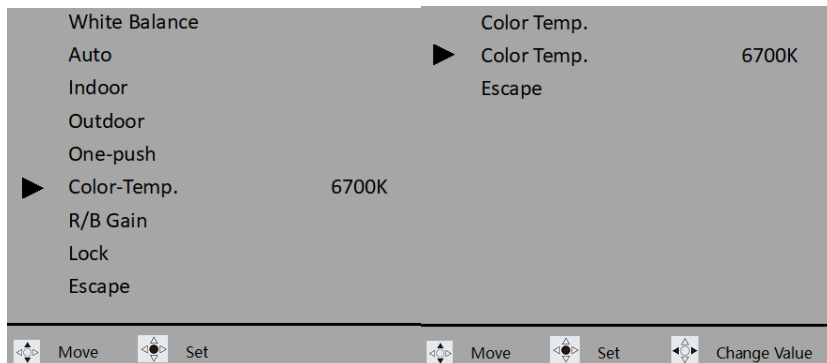 White Balance
Auto
Indoor
Outdoor
One-push
Color-Temp. 6700K
R/B Gain
Lock
Escape
Move Set
Color Temp.
Color Temp. 6700K
Escape
Move Set Change Value